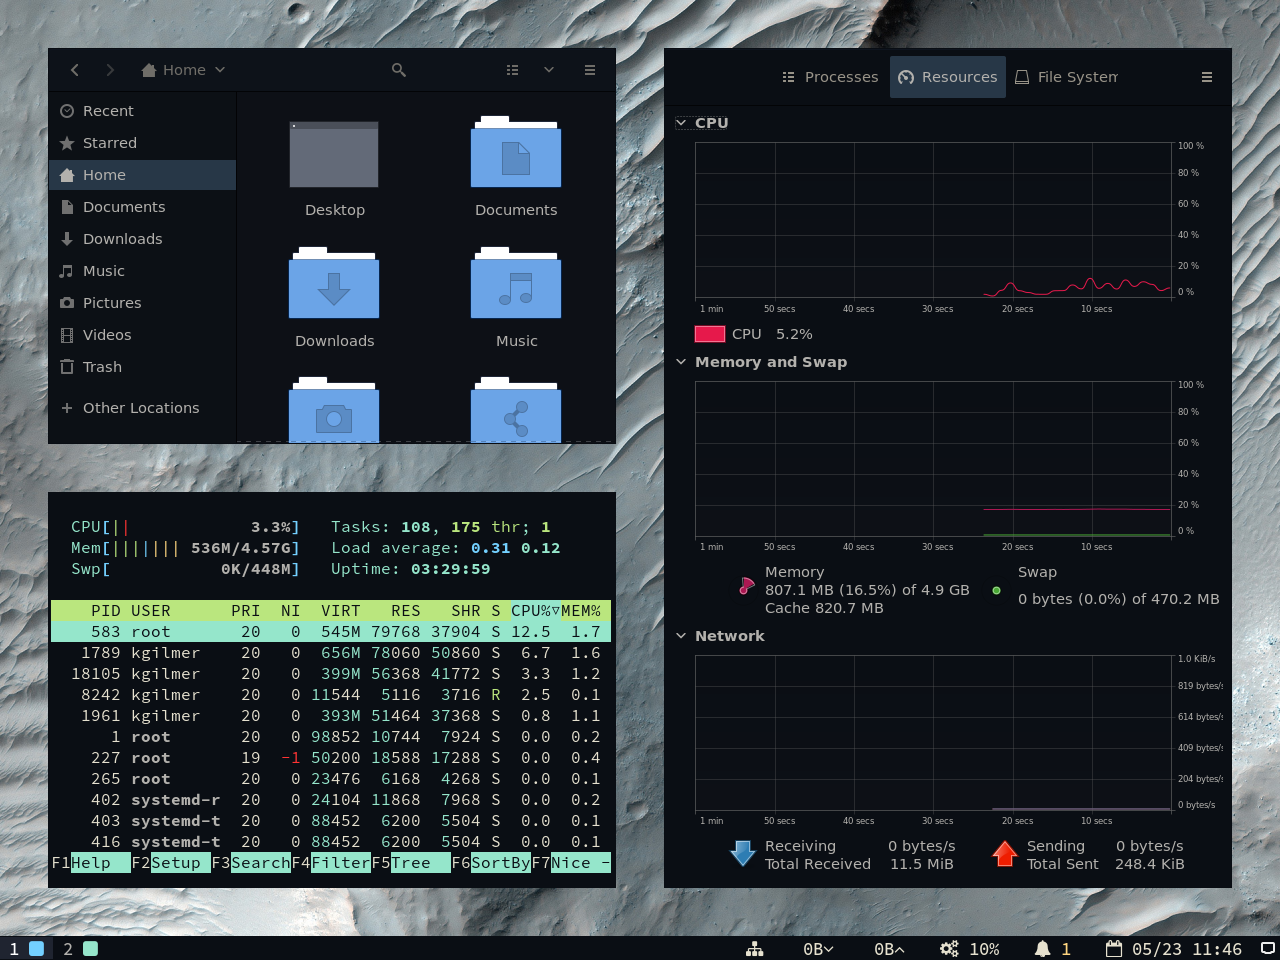 Home
Recent
Starred
Home
Documents
Downloads
Music
Pictures
Videos
Trash
Other Locations
Desktop
Documents
Downloads
Music
CPU[|| 3.3%] Tasks: 108, 175 thr; 1
Mem[||||||| 536M/4.57G] Load average: 0.31 0.12
Swp[ 0K/448M] Uptime: 03:29:59
PID USER PRI NI VIRT RES SHR S CPU%▽MEM%
583 root 20 0 545M 79768 37904 S 12.5 1.7
1789 kgilmer 20 0 656M 78060 50860 S 6.7 1.6
18105 kgilmer 20 0 399M 56368 41772 S 3.3 1.2
8242 kgilmer 20 0 11544 5116 3716 R 2.5 0.1
1961 kgilmer 20 0 393M 51464 37368 S 0.8 1.1
1 root 20 0 98852 10744 7924 S 0.0 0.2
227 root 19 -1 50200 18588 17288 S 0.0 0.4
265 root 20 0 23476 6168 4268 S 0.0 0.1
402 systemd-r 20 0 24104 11868 7968 S 0.0 0.2
403 systemd-t 20 0 88452 6200 5504 S 0.0 0.1
416 systemd-t 20 0 88452 6200 5504 S 0.0 0.1
F1Help F2Setup F3SearchF4FilterF5Tree F6SortByF7Nice -
Processes Resources File System
CPU
100 %
80 %
60 %
40 %
20 %
0 %
1 min 50 secs 40 secs 30 secs 20 secs 10 secs
CPU 5.2%
Memory and Swap
100 %
80 %
60 %
40 %
20 %
0 %
1 min 50 secs 40 secs 30 secs 20 secs 10 secs
Memory
807.1 MB (16.5%) of 4.9 GB
Cache 820.7 MB
Swap
0 bytes (0.0%) of 470.2 MB
Network
1.0 KiB/s
819 bytes/s
614 bytes/s
409 bytes/s
204 bytes/s
0 bytes/s
1 min 50 secs 40 secs 30 secs 20 secs 10 secs
Receiving 0 bytes/s
Total Received 11.5 MiB
Sending 0 bytes/s
Total Sent 248.4 KiB
1 2 0B 0B 10% 1 05/23 11:46